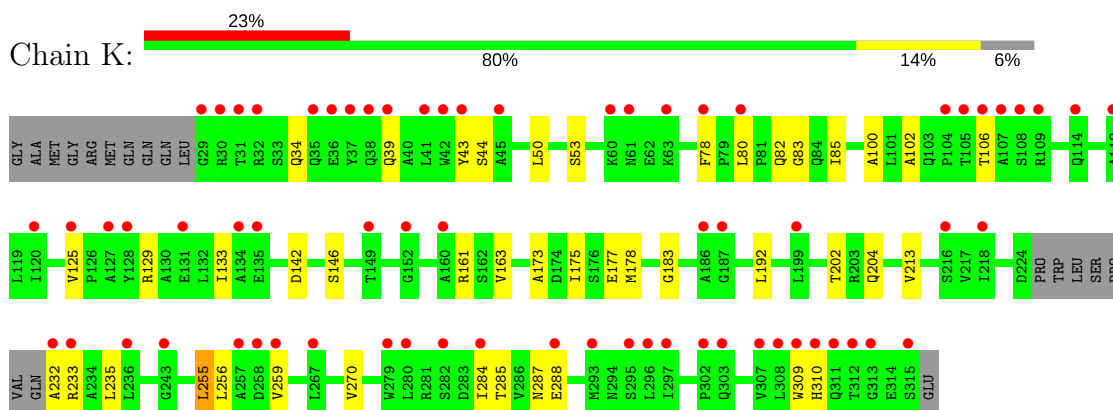 23%
Chain K:
80% 14% 6%
GLY ALA MET GLY ARG MET GLN GLN GLN LEU G29 R30 T31 R32 S33 Q34 Q35 E36 Y37 Q38 Q39 A40 L41 W42 Y43 S44 A45 L50 S53 K60 N61 E62 K63 F78 P79 L80 P81 Q82 G83 Q84 I85 A100 L101 A102 Q103 P104 T105 T106 A107 S108 R109 Q114
L119 I120 V125 P126 A127 Y128 R129 A130 E131 L132 I133 A134 E135 D142 S146 T149 G152 A160 R161 S162 V163 A173 D174 I175 S176 E177 M178 G183 A186 G187 L192 L199 T202 R203 Q204 V213 S216 V217 I218 D224 PRO TRP LEU SER
VAL GLN A232 R233 A234 L235 L236 G243 L255 L256 A257 D258 V259 L267 V270 W279 L280 R281 S282 D283 I284 T285 V286 N287 E288 M293 N294 S295 L296 I297 P302 Q303 V307 L308 W309 H310 Q311 T312 G313 E314 S315 GLU